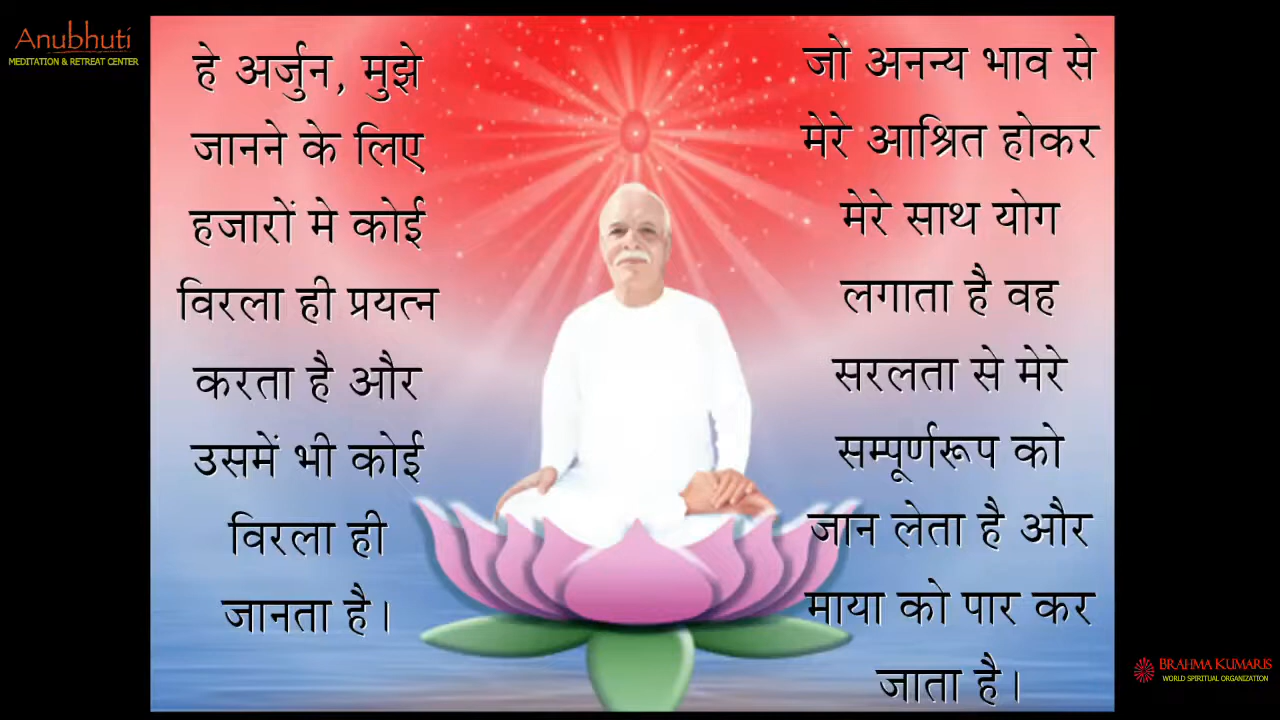 Anubhuti
MEDITATION & RETREAT CENTER
हे अर्जुन, मुझे
जानने के लिए
हजारों मे कोई
विरला ही प्रयत्न
करता है और
उसमें भी कोई
विरला ही
जानता है।
जो अनन्य भाव से
मेरे आश्रित होकर
मेरे साथ योग
लगाता है वह
सरलता से मेरे
सम्पूर्णरूप को
जान लेता है और
माया को पार कर
जाता है।
BRAHMA KUMARIS
WORLD SPIRITUAL ORGANIZATION